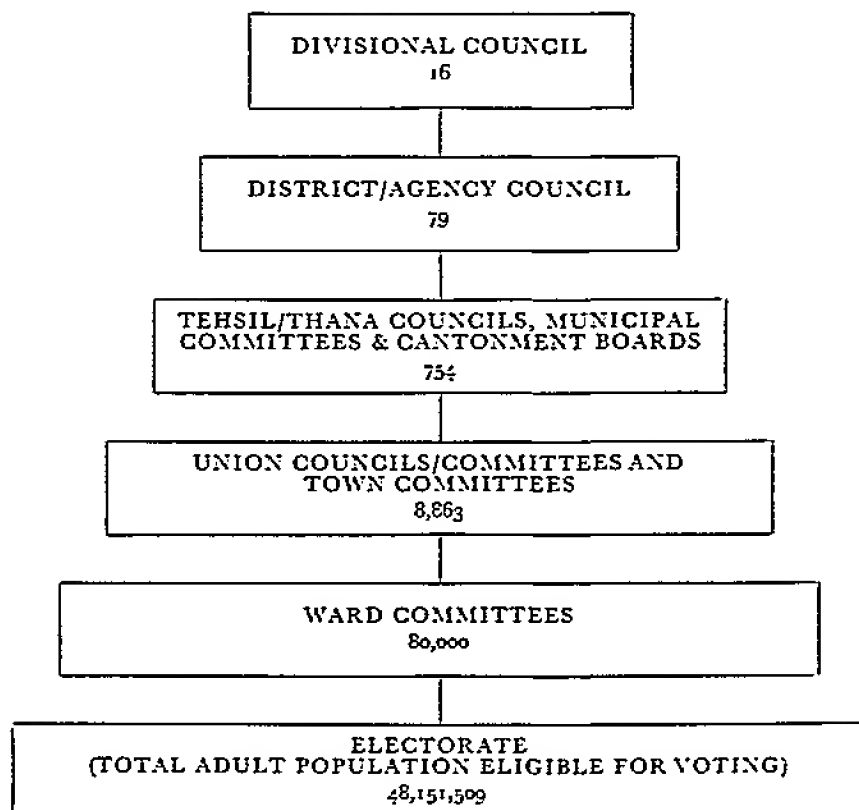 DIVISIONAL COUNCIL
16
DISTRICT/AGENCY COUNCIL
79
TEHSIL/THANA COUNCILS, MUNICIPAL
COMMITTEES & CANTONMENT BOARDS
754
UNION COUNCILS/COMMITTEES AND
TOWN COMMITTEES
8,863
WARD COMMITTEES
80,000
ELECTORATE
(TOTAL ADULT POPULATION ELIGIBLE FOR VOTING)
48,151,509